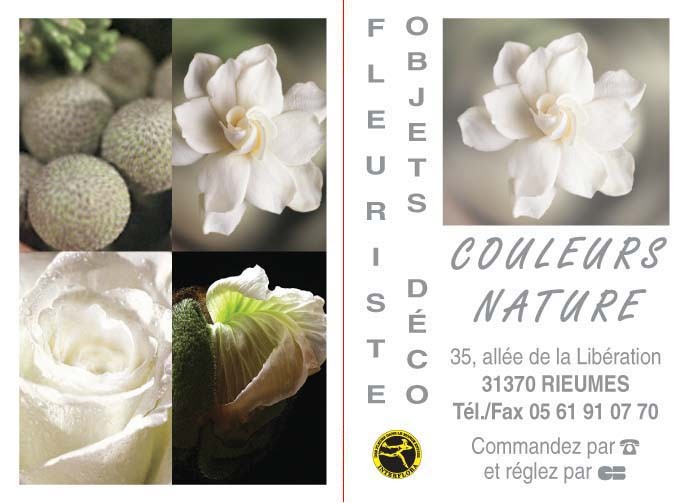 FLEURISTE
OBJETS DÉCO
COULEURS
NATURE
35, allée de la Libération
31370 RIEUMES
Tél./Fax 05 61 91 07 70
Commandez par
et réglez par CB
INTERFLORA